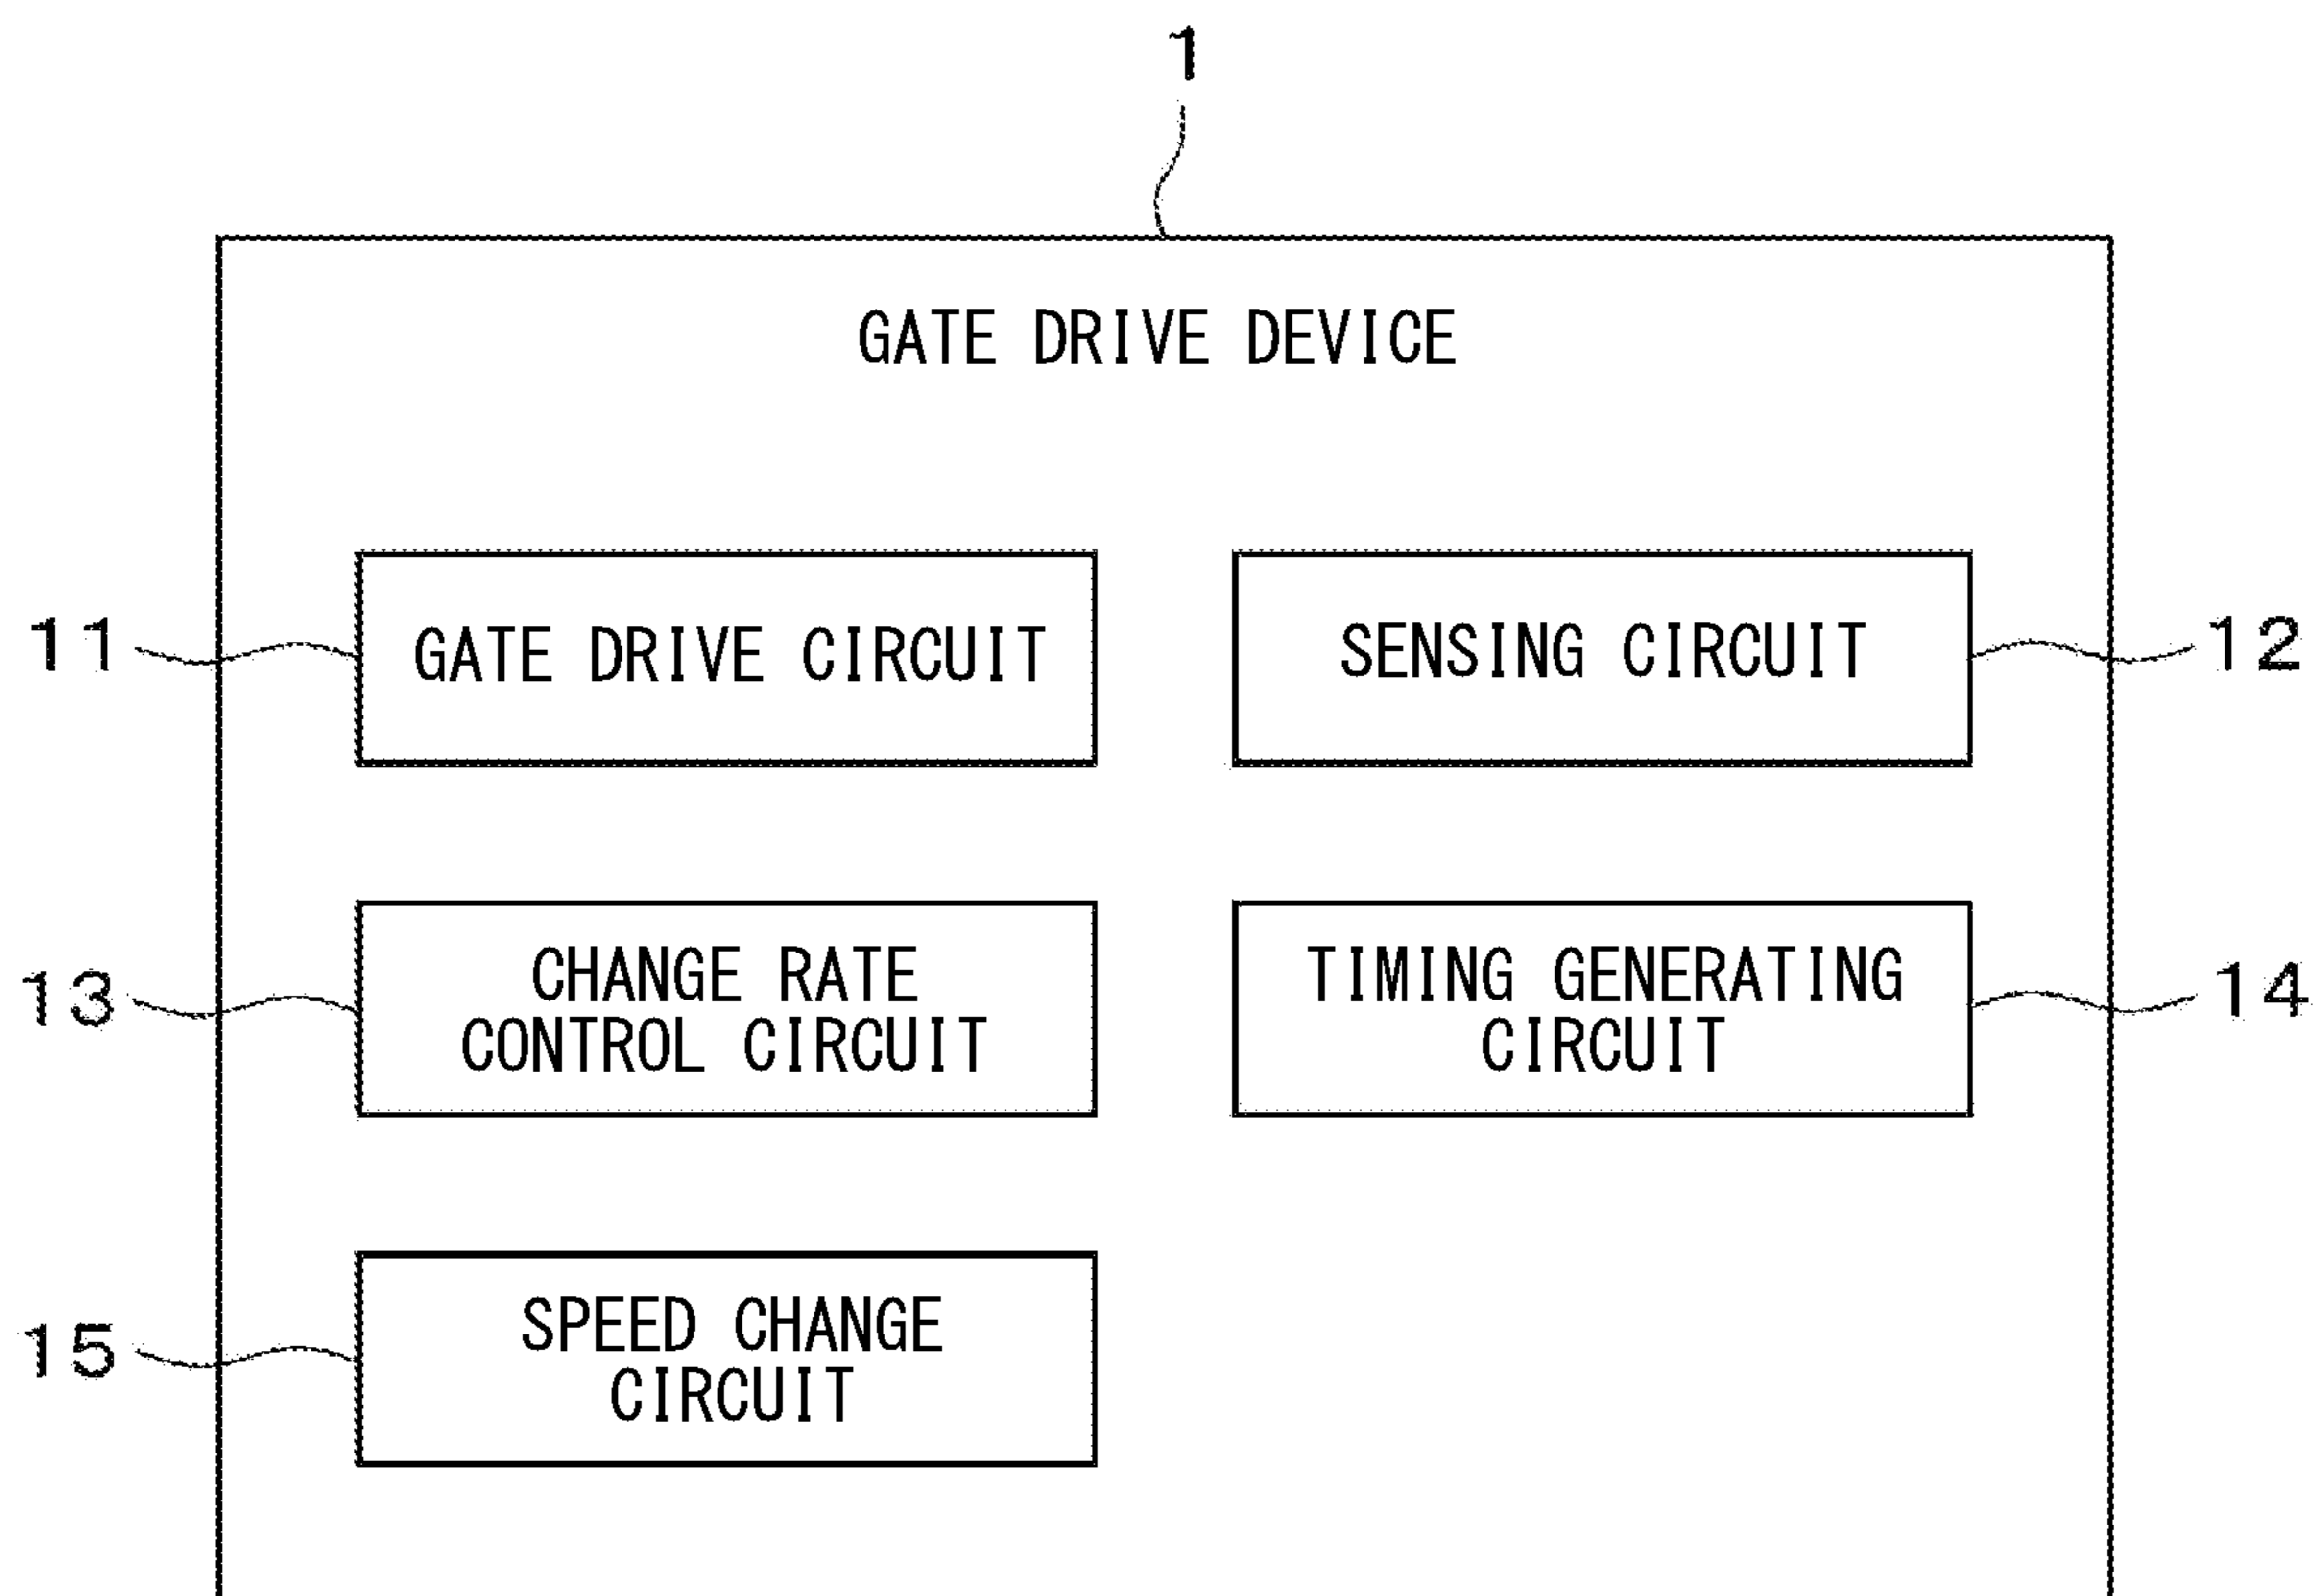 1
GATE DRIVE DEVICE
11
GATE DRIVE CIRCUIT
SENSING CIRCUIT
12
13
CHANGE RATE
CONTROL CIRCUIT
TIMING GENERATING
CIRCUIT
14
15
SPEED CHANGE
CIRCUIT